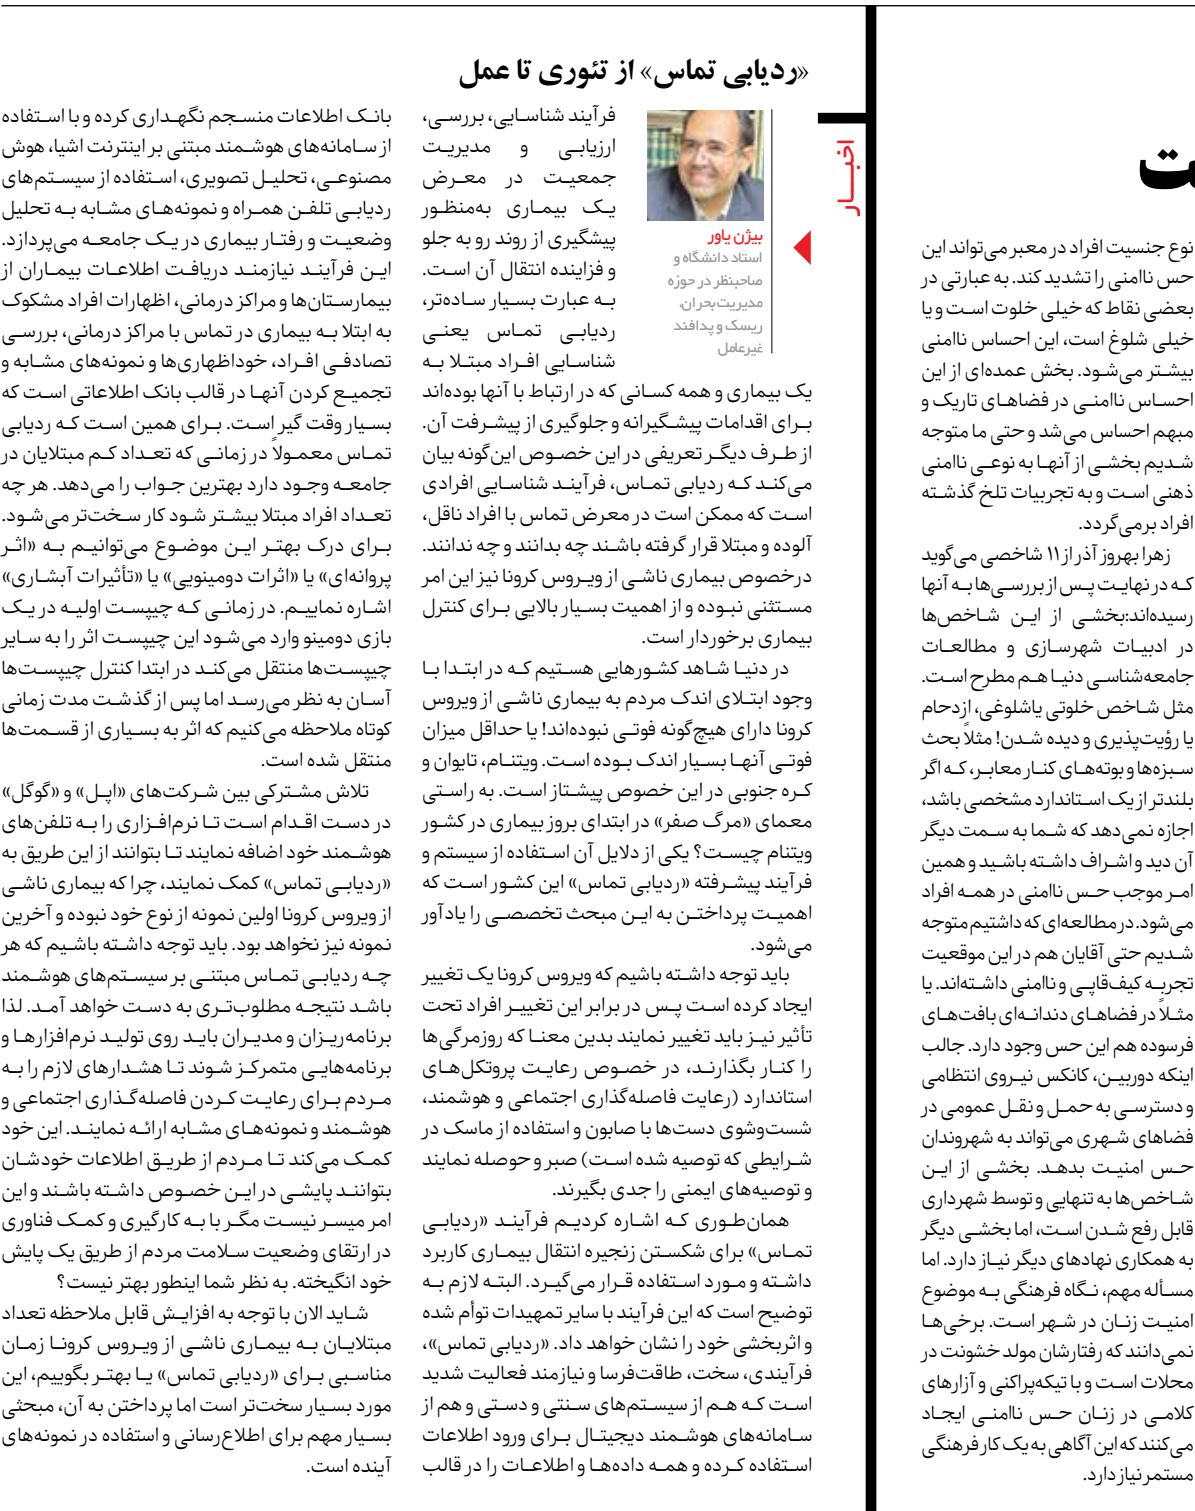 ت
نوع جنسیت افراد در معبر می‌تواند این
حس ناامنی را تشدید کند. به عبارتی در
بعضی نقاط که خیلی خلوت است و یا
خیلی شلوغ است، این احساس ناامنی
بیشتر می‌شود. بخش عمده‌ای از این
احساس ناامنی در فضاهای تاریک و
مبهم احساس می‌شد و حتی ما متوجه
شدیم بخشی از آنها به نوعی ناامنی
ذهنی است و به تجربیات تلخ گذشته
افراد برمی‌گردد.
زهرا بهروز آذر از ۱۱ شاخصی می‌گوید
که در نهایت پس از بررسی‌ها به آنها
رسیده‌اند:بخشی از این شاخص‌ها
در ادبیات شهرسازی و مطالعات
جامعه‌شناسی دنیا هم مطرح است.
مثل شاخص خلوتی یاشلوغی، ازدحام
یا رؤیت‌پذیری و دیده شدن! مثلاً بحث
سبزه‌ها و بوته‌های کنار معابر، که اگر
بلندتر از یک استاندارد مشخصی باشد،
اجازه نمی‌دهد که شما به سمت دیگر
آن دید و اشراف داشته باشید و همین
امر موجب حس ناامنی در همه افراد
می‌شود. در مطالعه‌ای که داشتیم متوجه
شدیم حتی آقایان هم در این موقعیت
تجربه کیف‌قاپی و ناامنی داشته‌اند. یا
مثلاً در فضاهای دندانه‌ای بافت‌های
فرسوده هم این حس وجود دارد. جالب
اینکه دوربین، کانکس نیروی انتظامی
و دسترسی به حمل و نقل عمومی در
فضاهای شهری می‌تواند به شهروندان
حس امنیت بدهد. بخشی از این
شاخص‌ها به تنهایی و توسط شهرداری
قابل رفع شدن است، اما بخشی دیگر
به همکاری نهادهای دیگر نیاز دارد. اما
مسأله مهم، نگاه فرهنگی به موضوع
امنیت زنان در شهر است. برخی‌ها
نمی‌دانند که رفتارشان مولد خشونت در
محلات است و با تیکه‌پراکنی و آزارهای
کلامی در زنان حس ناامنی ایجاد
می‌کنند که این آگاهی به یک کار فرهنگی
مستمر نیاز دارد.
اخبار
«ردیابی تماس» از تئوری تا عمل
بیژن یاور
استاد دانشگاه و
صاحبنظر در حوزه
مدیریت‌بحران،
ریسک و پدافند
غیرعامل
فرآیند شناسایی، بررسی،
ارزیابی و مدیریت
جمعیت در معرض
یک بیماری به‌منظور
پیشگیری از روند رو به جلو
و فزاینده انتقال آن است.
به عبارت بسیار ساده‌تر،
ردیابی تماس یعنی
شناسایی افراد مبتلا به
یک بیماری و همه کسانی که در ارتباط با آنها بوده‌اند
برای اقدامات پیشگیرانه و جلوگیری از پیشرفت آن.
از طرف دیگر تعریفی در این خصوص این‌گونه بیان
می‌کند که ردیابی تماس، فرآیند شناسایی افرادی
است که ممکن است در معرض تماس با افراد ناقل،
آلوده و مبتلا قرار گرفته باشند چه بدانند و چه ندانند.
درخصوص بیماری ناشی از ویروس کرونا نیز این امر
مستثنی نبوده و از اهمیت بسیار بالایی برای کنترل
بیماری برخوردار است.
در دنیا شاهد کشورهایی هستیم که در ابتدا با
وجود ابتلای اندک مردم به بیماری ناشی از ویروس
کرونا دارای هیچ‌گونه فوتی نبوده‌اند! یا حداقل میزان
فوتی آنها بسیار اندک بوده است. ویتنام، تایوان و
کره جنوبی در این خصوص پیشتاز است. به راستی
معمای «مرگ صفر» در ابتدای بروز بیماری در کشور
ویتنام چیست؟ یکی از دلایل آن استفاده از سیستم و
فرآیند پیشرفته «ردیابی تماس» این کشور است که
اهمیت پرداختن به این مبحث تخصصی را یادآور
می‌شود.
باید توجه داشته باشیم که ویروس کرونا یک تغییر
ایجاد کرده است پس در برابر این تغییر افراد تحت
تأثیر نیز باید تغییر نمایند بدین معنا که روزمرگی‌ها
را کنار بگذارند، در خصوص رعایت پروتکل‌های
استاندارد (رعایت فاصله‌گذاری اجتماعی و هوشمند،
شست‌وشوی دست‌ها با صابون و استفاده از ماسک در
شرایطی که توصیه شده است) صبر و حوصله نمایند
و توصیه‌های ایمنی را جدی بگیرند.
همان‌طوری که اشاره کردیم فرآیند «ردیابی
تماس» برای شکستن زنجیره انتقال بیماری کاربرد
داشته و مورد استفاده قرار می‌گیرد. البته لازم به
توضیح است که این فرآیند با سایر تمهیدات توأم شده
و اثربخشی خود را نشان خواهد داد. «ردیابی تماس»،
فرآیندی، سخت، طاقت‌فرسا و نیازمند فعالیت شدید
است که هم از سیستم‌های سنتی و دستی و هم از
سامانه‌های هوشمند دیجیتال برای ورود اطلاعات
استفاده کرده و همه داده‌ها و اطلاعات را در قالب
بانک اطلاعات منسجم نگهداری کرده و با استفاده
از سامانه‌های هوشمند مبتنی بر اینترنت اشیا، هوش
مصنوعی، تحلیل تصویری، استفاده از سیستم‌های
ردیابی تلفن همراه و نمونه‌های مشابه به تحلیل
وضعیت و رفتار بیماری در یک جامعه می‌پردازد.
این فرآیند نیازمند دریافت اطلاعات بیماران از
بیمارستان‌ها و مراکز درمانی، اظهارات افراد مشکوک
به ابتلا به بیماری در تماس با مراکز درمانی، بررسی
تصادفی افراد، خوداظهاری‌ها و نمونه‌های مشابه و
تجمیع کردن آنها در قالب بانک اطلاعاتی است که
بسیار وقت گیر است. برای همین است که ردیابی
تماس معمولاً در زمانی که تعداد کم مبتلایان در
جامعه وجود دارد بهترین جواب را می‌دهد. هر چه
تعداد افراد مبتلا بیشتر شود کار سخت‌تر می‌شود.
برای درک بهتر این موضوع می‌توانیم به «اثر
پروانه‌ای» یا «اثرات دومینویی» یا «تأثیرات آبشاری»
اشاره نماییم. در زمانی که چیپست اولیه در یک
بازی دومینو وارد می‌شود این چیپست اثر را به سایر
چیپست‌ها منتقل می‌کند در ابتدا کنترل چیپست‌ها
آسان به نظر می‌رسد اما پس از گذشت مدت زمانی
کوتاه ملاحظه می‌کنیم که اثر به بسیاری از قسمت‌ها
منتقل شده است.
تلاش مشترکی بین شرکت‌های «اپل» و «گوگل»
در دست اقدام است تا نرم‌افزاری را به تلفن‌های
هوشمند خود اضافه نمایند تا بتوانند از این طریق به
«ردیابی تماس» کمک نمایند، چرا که بیماری ناشی
از ویروس کرونا اولین نمونه از نوع خود نبوده و آخرین
نمونه نیز نخواهد بود. باید توجه داشته باشیم که هر
چه ردیابی تماس مبتنی بر سیستم‌های هوشمند
باشد نتیجه مطلوب‌تری به دست خواهد آمد. لذا
برنامه‌ریزان و مدیران باید روی تولید نرم‌افزارها و
برنامه‌هایی متمرکز شوند تا هشدارهای لازم را به
مردم برای رعایت کردن فاصله‌گذاری اجتماعی و
هوشمند و نمونه‌های مشابه ارائه نمایند. این خود
کمک می‌کند تا مردم از طریق اطلاعات خودشان
بتوانند پایشی در این خصوص داشته باشند و این
امر میسر نیست مگر با به کارگیری و کمک فناوری
در ارتقای وضعیت سلامت مردم از طریق یک پایش
خود انگیخته. به نظر شما اینطور بهتر نیست؟
شاید الان با توجه به افزایش قابل ملاحظه تعداد
مبتلایان به بیماری ناشی از ویروس کرونا زمان
مناسبی برای «ردیابی تماس» یا بهتر بگوییم، این
مورد بسیار سخت‌تر است اما پرداختن به آن، مبحثی
بسیار مهم برای اطلاع‌رسانی و استفاده در نمونه‌های
آینده است.